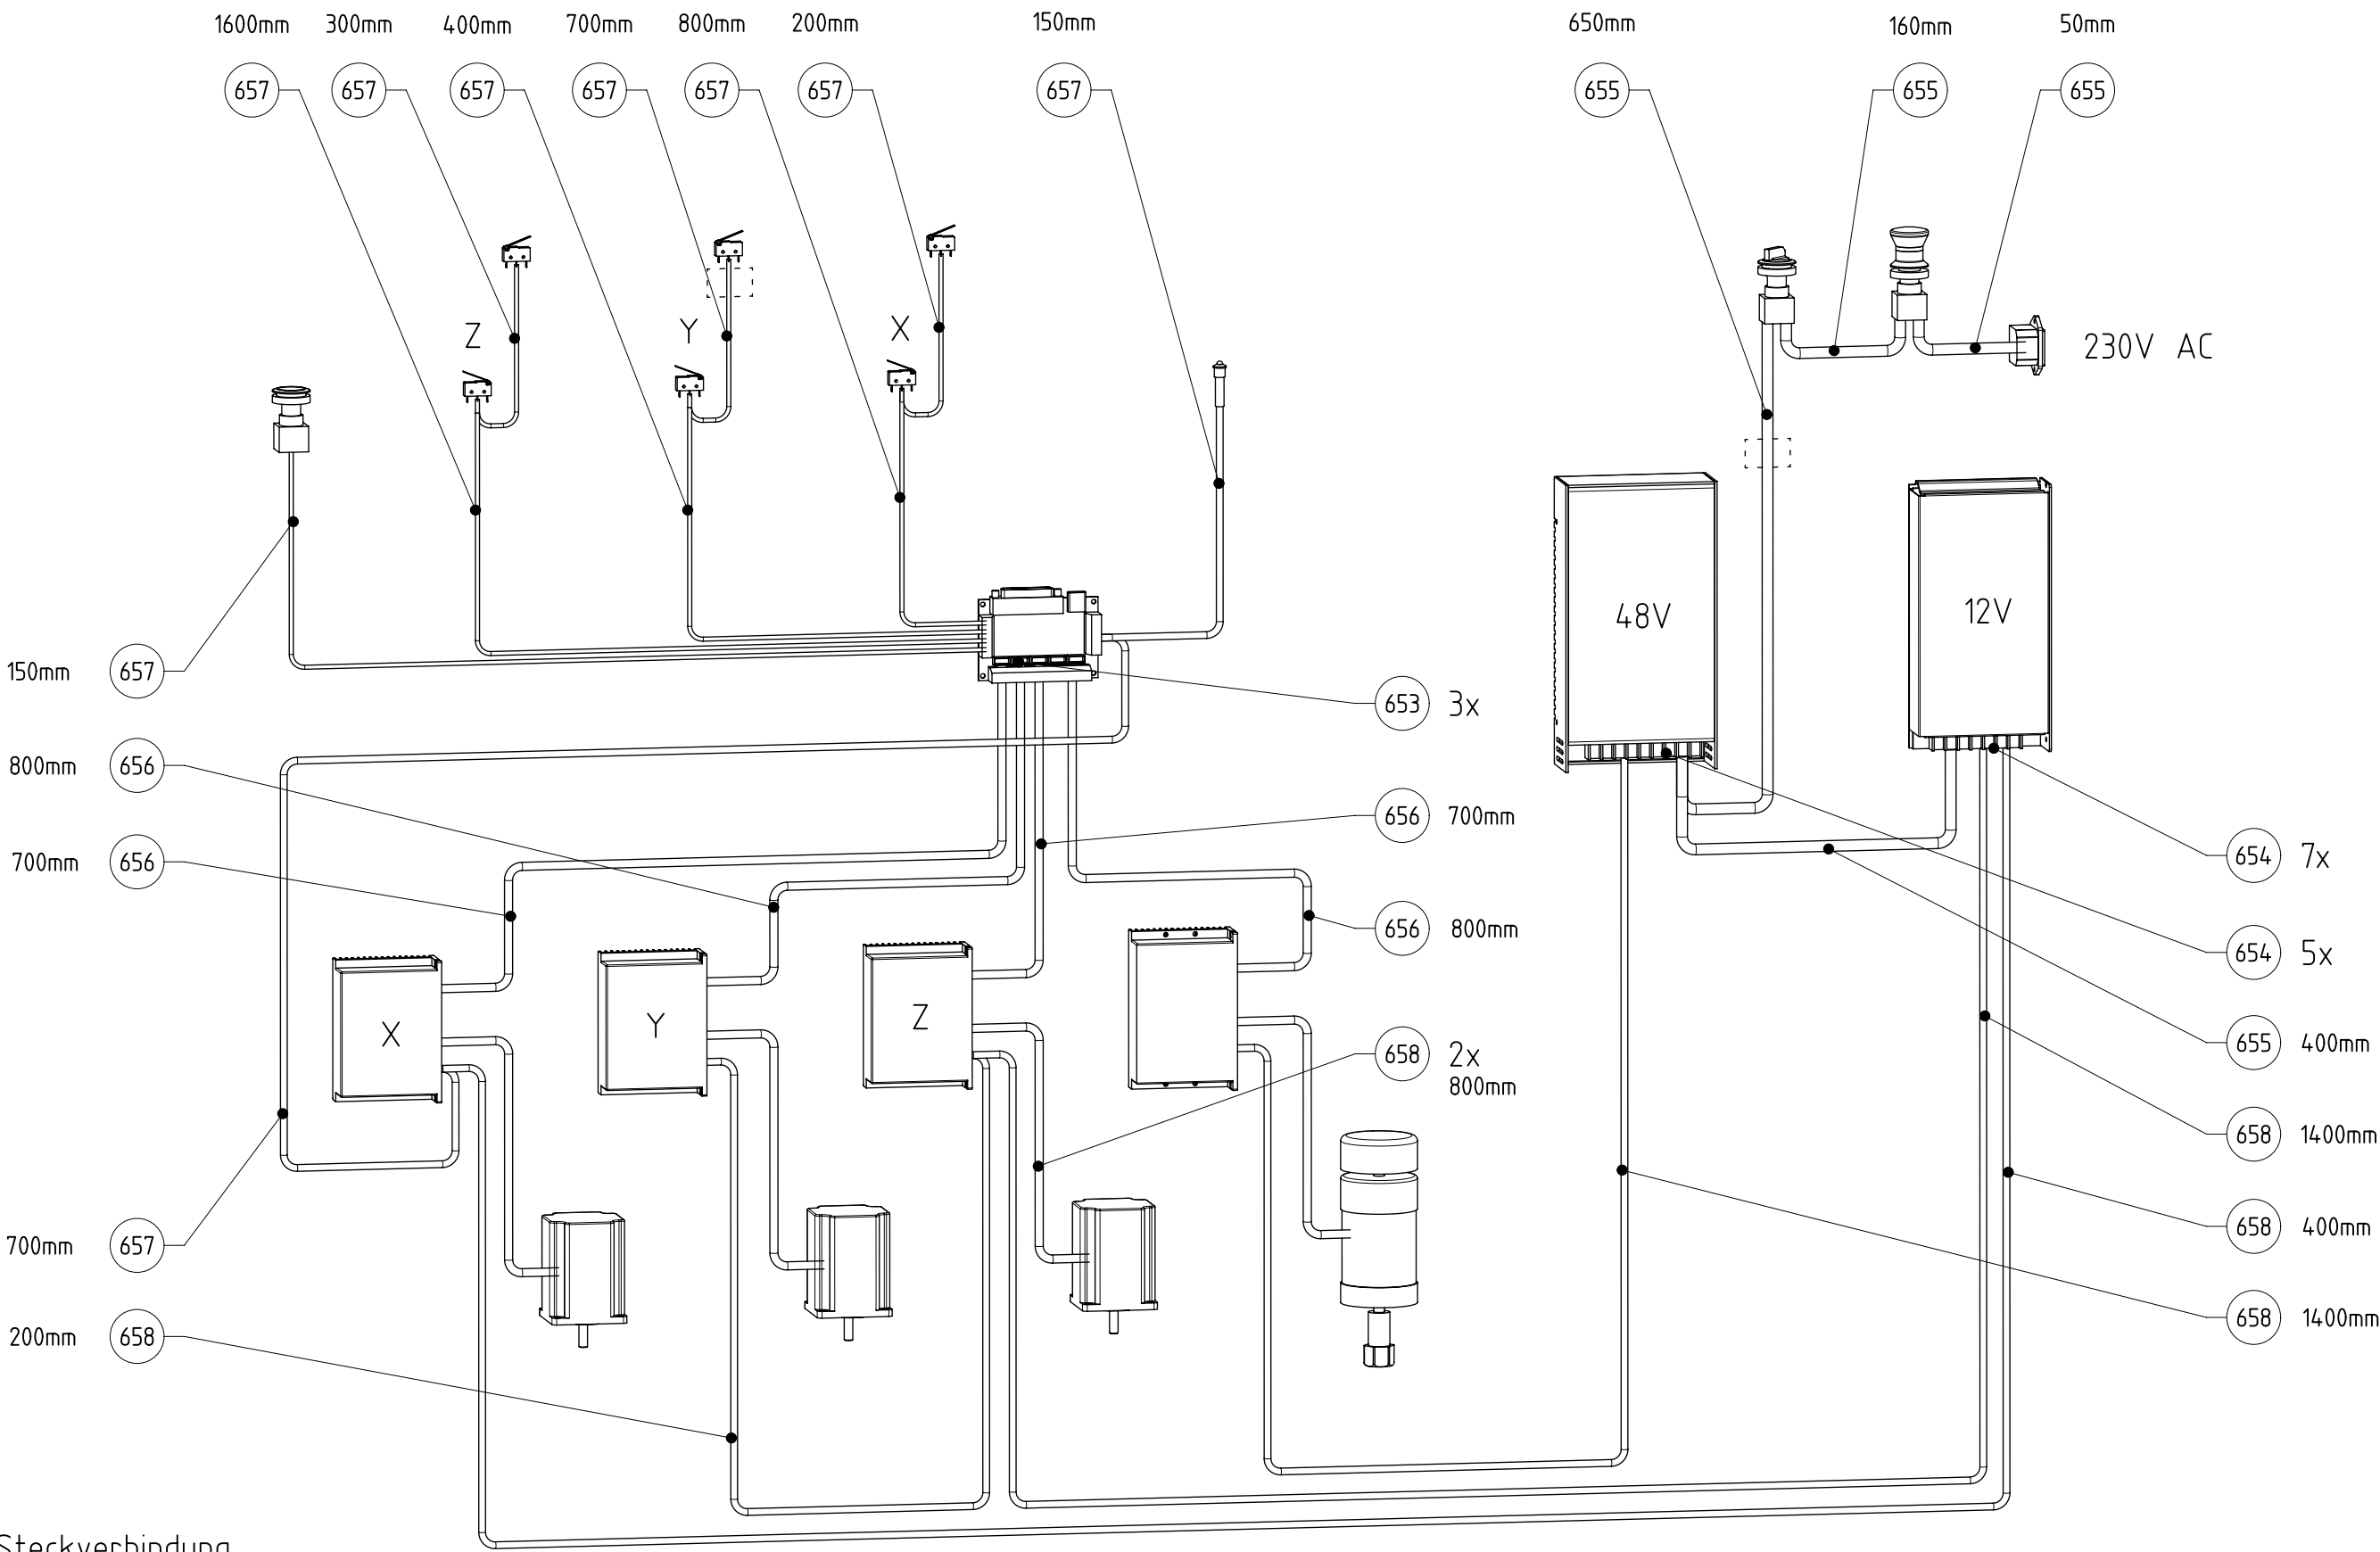 1600mm 300mm 400mm 700mm 800mm 200mm 150mm 650mm 160mm 50mm
657 657 657 657 657 657 657 655 655 655
Z Y X 230V AC
48V 12V
150mm 657
653 3x
800mm 656
656 700mm
700mm 656
654 7x
656 800mm
654 5x
X Y Z
655 400mm
658 2x
800mm
658 1400mm
658 400mm
700mm 657
658 1400mm
200mm 658
Steckverbindung